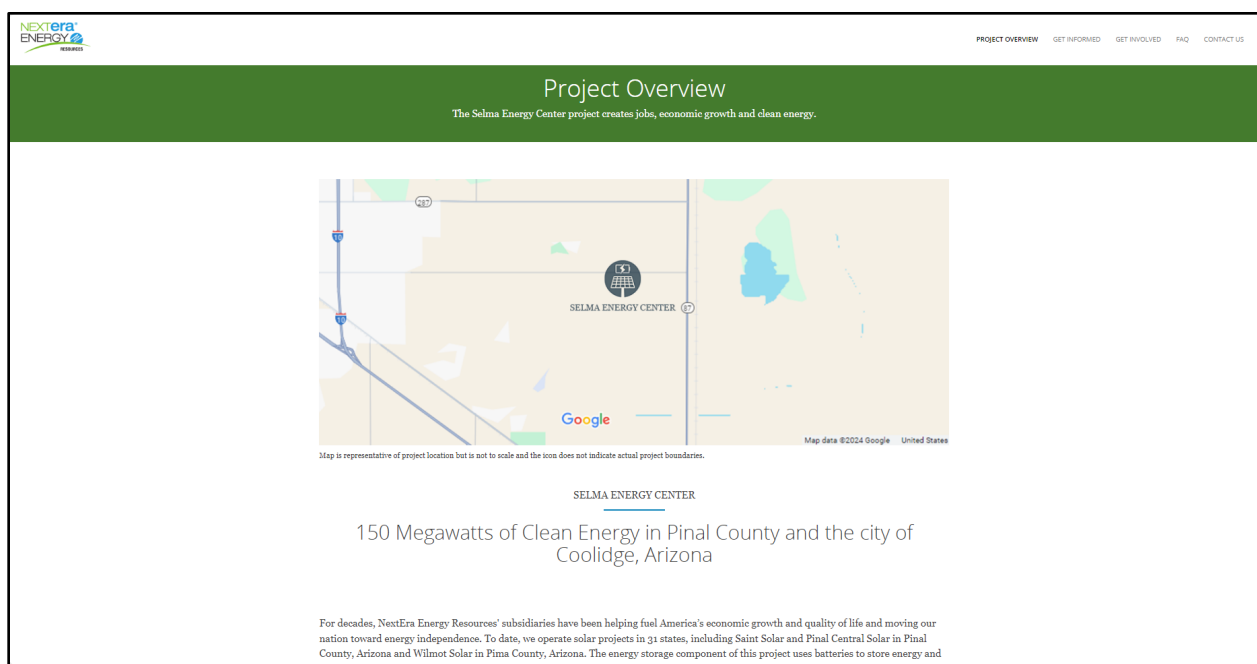 NEXTera
ENERGY
RESOURCES
PROJECT OVERVIEW GET INFORMED GET INVOLVED FAQ CONTACT US
Project Overview
The Selma Energy Center project creates jobs, economic growth and clean energy.
287
10
SELMA ENERGY CENTER
87
10
Google
Map data ©2024 Google United States
Map is representative of project location but is not to scale and the icon does not indicate actual project boundaries.
SELMA ENERGY CENTER
150 Megawatts of Clean Energy in Pinal County and the city of
Coolidge, Arizona
For decades, NextEra Energy Resources' subsidiaries have been helping fuel America's economic growth and quality of life and moving our
nation toward energy independence. To date, we operate solar projects in 31 states, including Saint Solar and Pinal Central Solar in Pinal
County, Arizona and Wilmot Solar in Pima County, Arizona. The energy storage component of this project uses batteries to store energy and